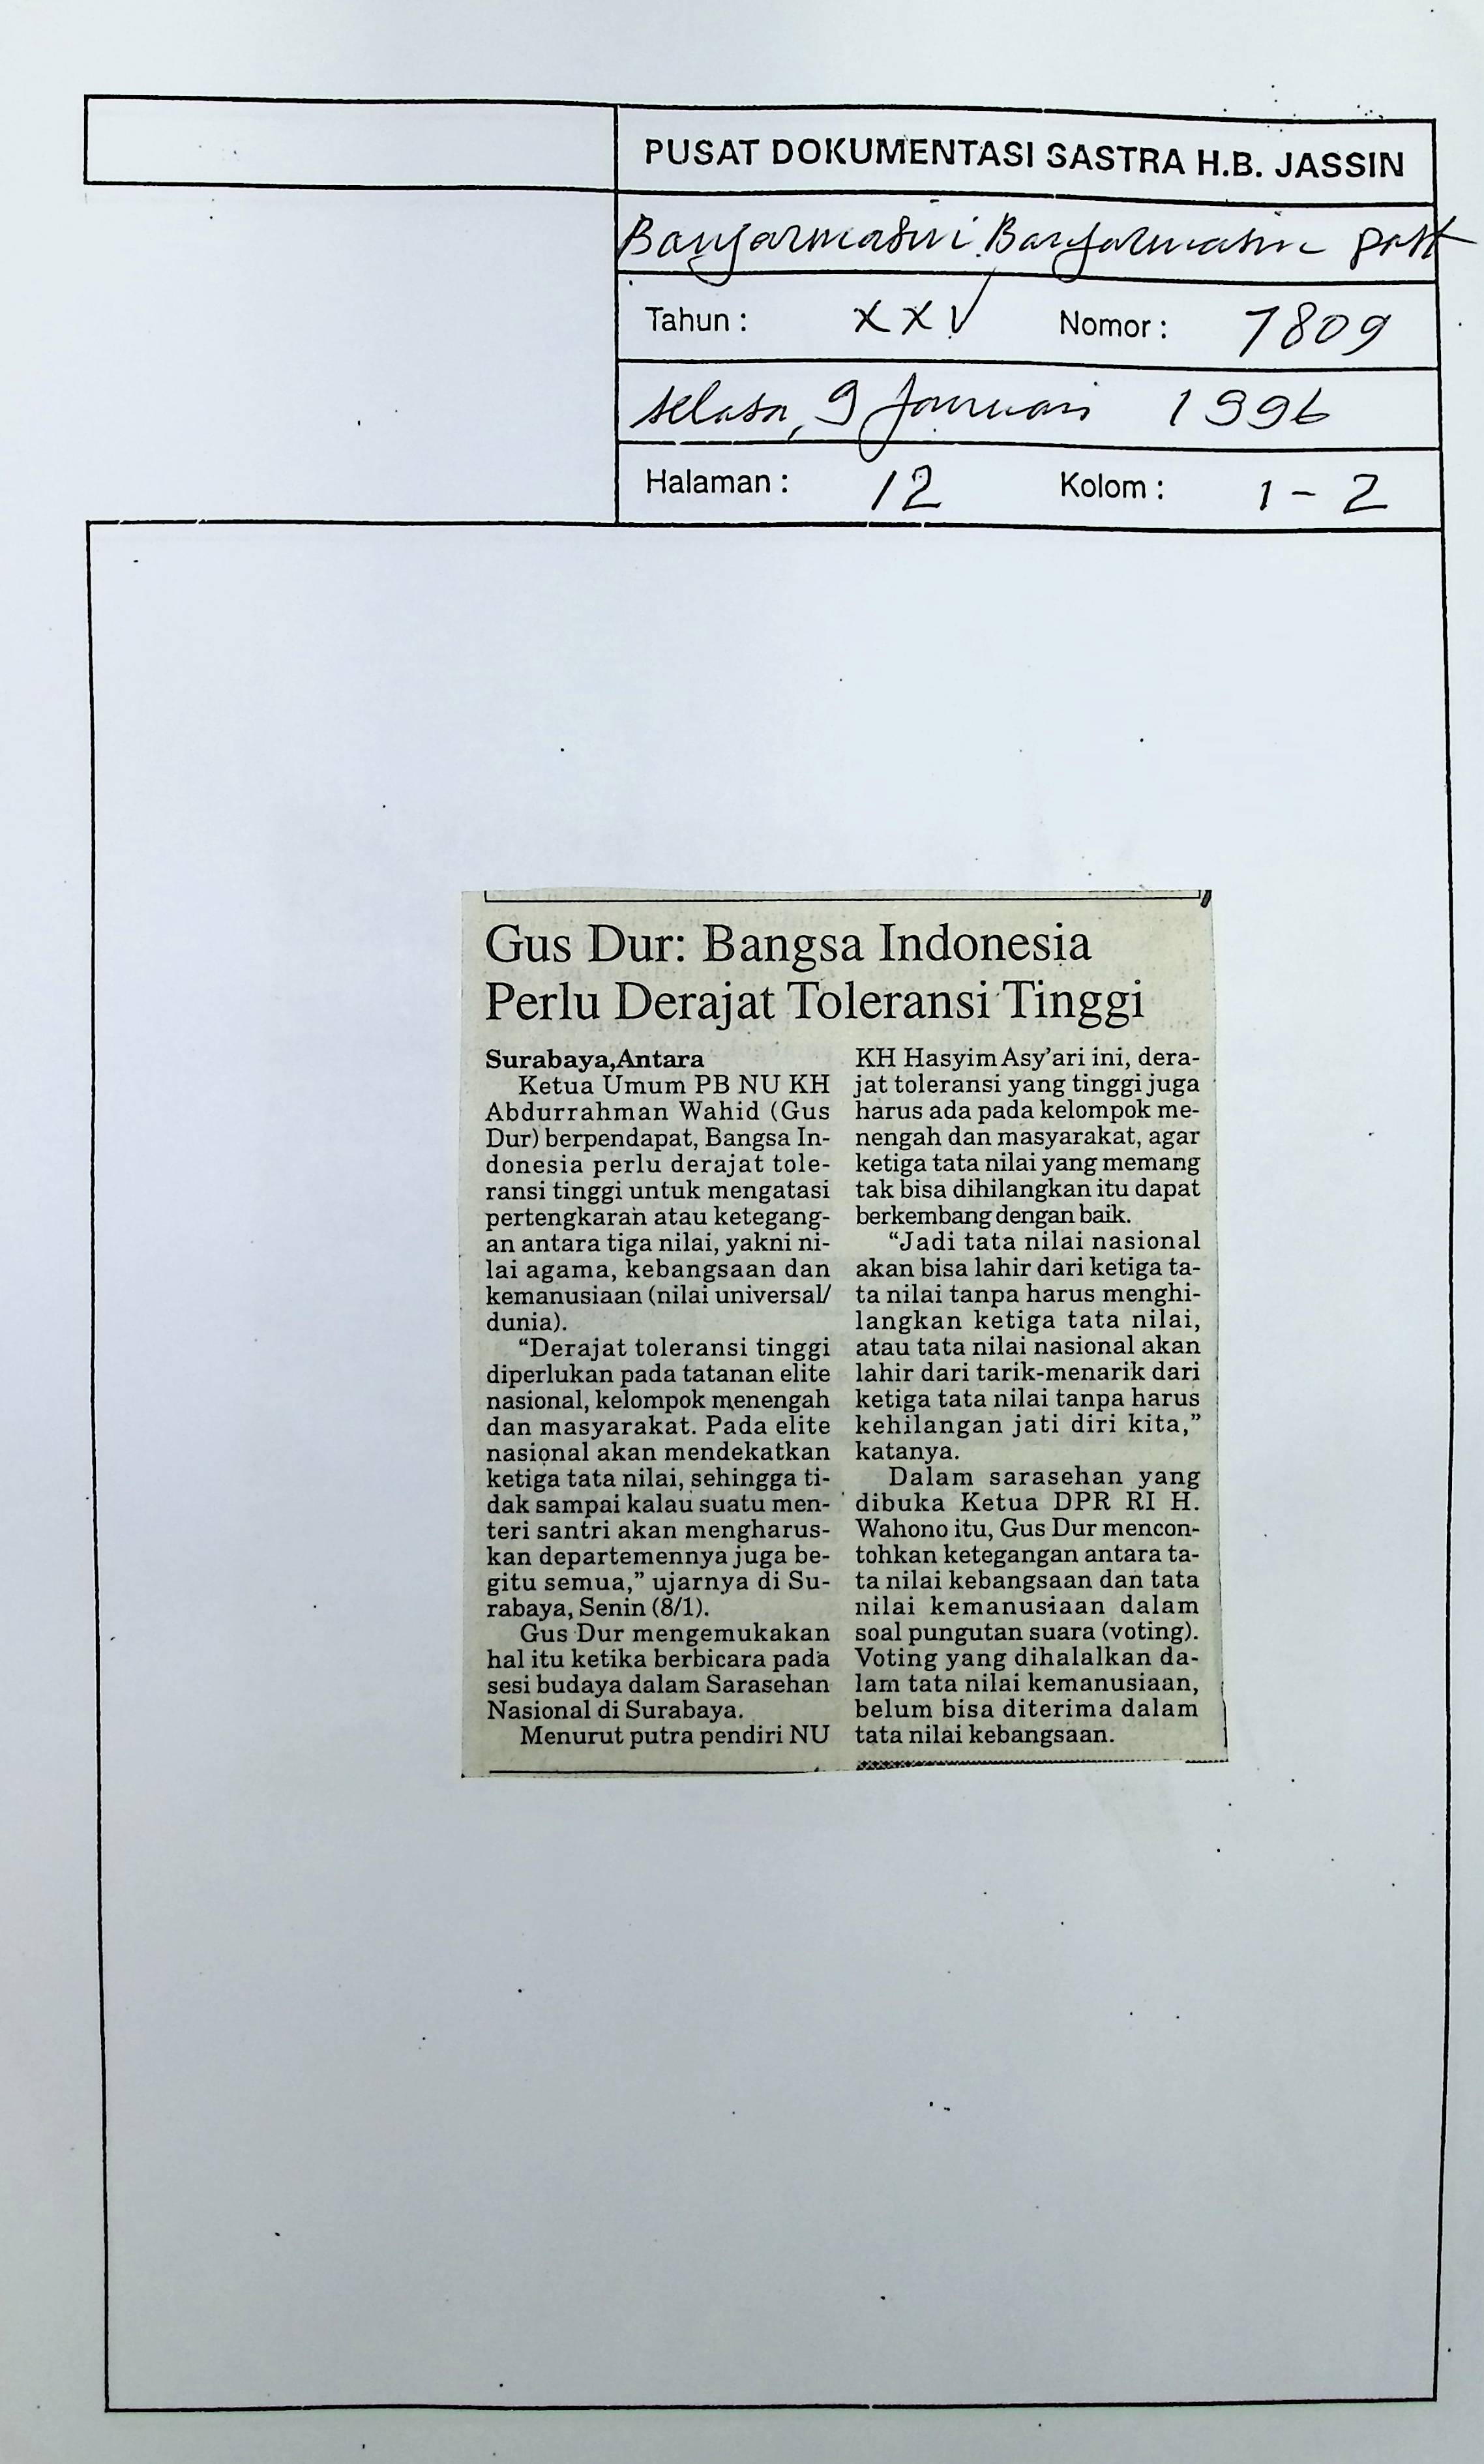 PUSAT DOKUMENTASI SASTRA H.B. JASSIN
Banjarmasin: Banjarmasin post
Tahun : XXV Nomor : 7809
selasa, 9 Januari 1996
Halaman : 12 Kolom : 1 - 2
Gus Dur: Bangsa Indonesia
Perlu Derajat Toleransi Tinggi
Surabaya,Antara
Ketua Umum PB NU KH
Abdurrahman Wahid (Gus
Dur) berpendapat, Bangsa In-
donesia perlu derajat tole-
ransi tinggi untuk mengatasi
pertengkaran atau ketegang-
an antara tiga nilai, yakni ni-
lai agama, kebangsaan dan
kemanusiaan (nilai universal/
dunia).
“Derajat toleransi tinggi
diperlukan pada tatanan elite
nasional, kelompok menengah
dan masyarakat. Pada elite
nasional akan mendekatkan
ketiga tata nilai, sehingga ti-
dak sampai kalau suatu men-
teri santri akan mengharus-
kan departemennya juga be-
gitu semua,” ujarnya di Su-
rabaya, Senin (8/1).
Gus Dur mengemukakan
hal itu ketika berbicara pada
sesi budaya dalam Sarasehan
Nasional di Surabaya.
Menurut putra pendiri NU
KH Hasyim Asy’ari ini, dera-
jat toleransi yang tinggi juga
harus ada pada kelompok me-
nengah dan masyarakat, agar
ketiga tata nilai yang memang
tak bisa dihilangkan itu dapat
berkembang dengan baik.
“Jadi tata nilai nasional
akan bisa lahir dari ketiga ta-
ta nilai tanpa harus menghi-
langkan ketiga tata nilai,
atau tata nilai nasional akan
lahir dari tarik-menarik dari
ketiga tata nilai tanpa harus
kehilangan jati diri kita,”
katanya.
Dalam sarasehan yang
dibuka Ketua DPR RI H.
Wahono itu, Gus Dur mencon-
tohkan ketegangan antara ta-
ta nilai kebangsaan dan tata
nilai kemanusiaan dalam
soal pungutan suara (voting).
Voting yang dihalalkan da-
lam tata nilai kemanusiaan,
belum bisa diterima dalam
tata nilai kebangsaan.